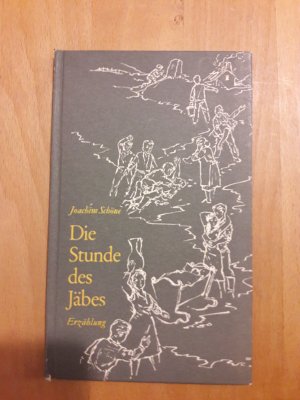 Joachim Schöne
Die
Stunde
des
Jäbes
Erzählung